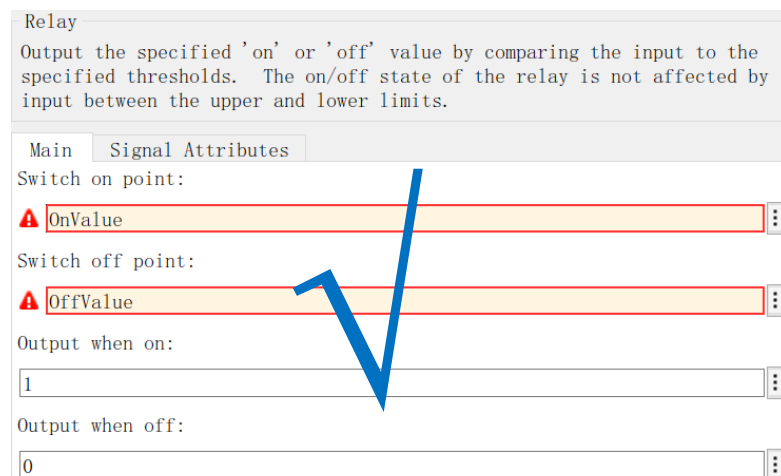 Relay
Output the specified 'on' or 'off' value by comparing the input to the
specified thresholds.  The on/off state of the relay is not affected by
input between the upper and lower limits.
Main    Signal Attributes
Switch on point:
OnValue
Switch off point:
OffValue
Output when on:
1
Output when off:
0